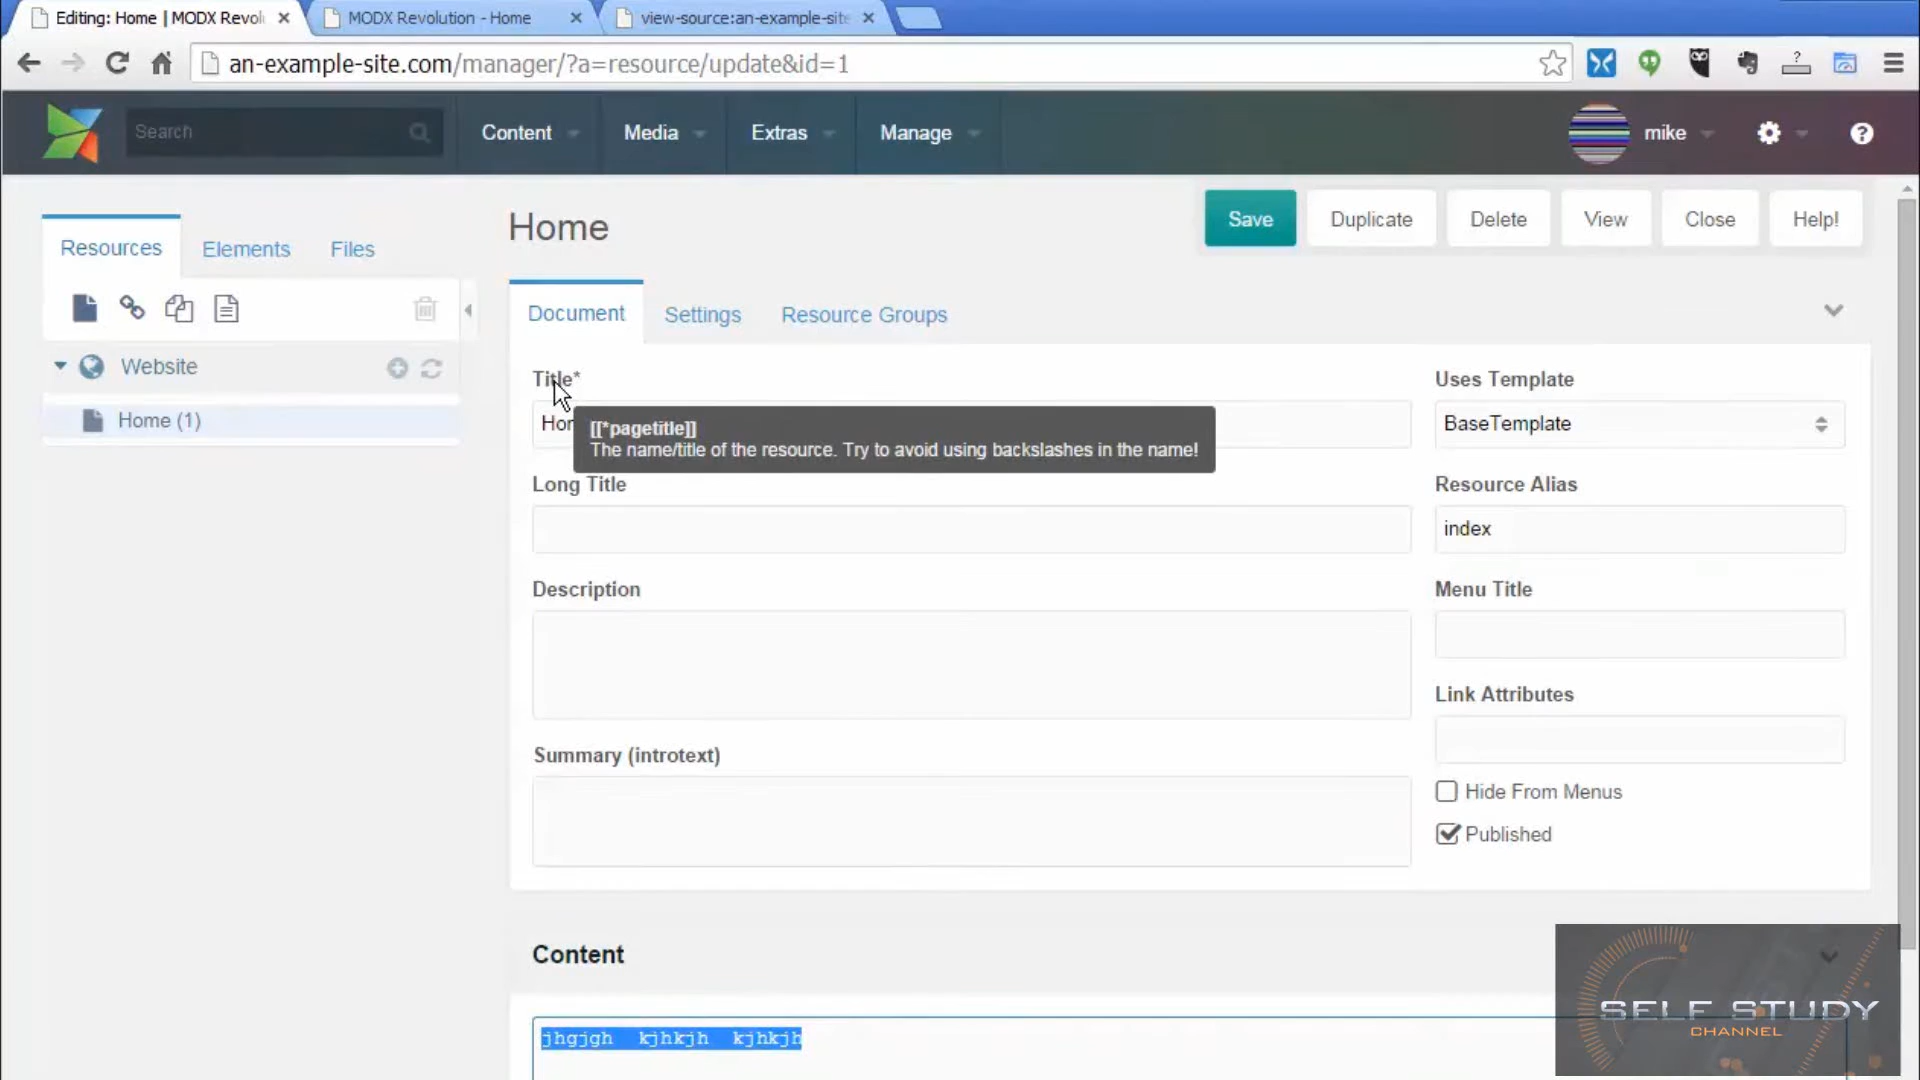 Editing: Home | MODX Revol
MODX Revolution - Home
view-source:an-example-site
an-example-site.com/manager/?a=resource/update&id=1
Search
Content
Media
Extras
Manage
mike
Resources
Elements
Files
Home
Save
Duplicate
Delete
View
Close
Help!
Document
Settings
Resource Groups
Website
Home (1)
Title*
Uses Template
Hom
[[*pagetitle]]
The name/title of the resource. Try to avoid using backslashes in the name!
BaseTemplate
Long Title
Resource Alias
index
Description
Menu Title
Link Attributes
Summary (introtext)
Hide From Menus
Published
Content
jhgjgh kjhkjh kjhkjh
SELF STUDY
CHANNEL